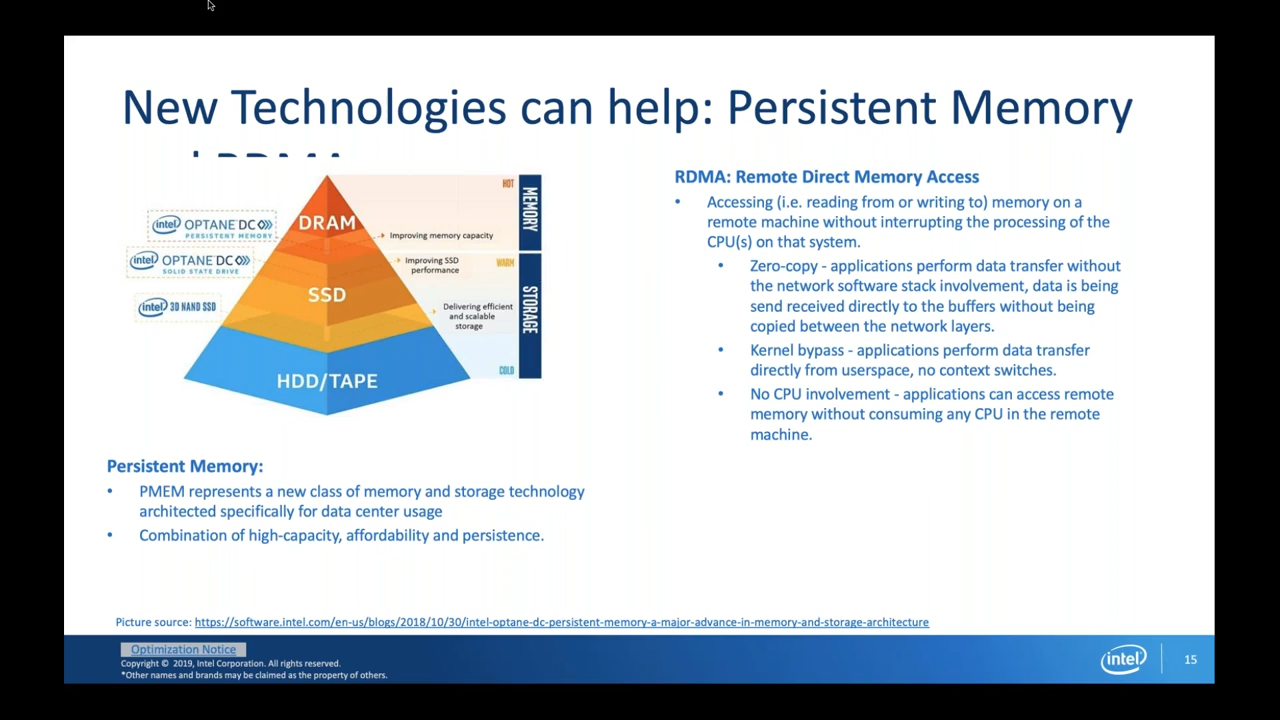 New Technologies can help: Persistent Memory
RDMA
HOT
MEMORY
DRAM
intel OPTANE DC
PERSISTENT MEMORY
Improving memory capacity
intel OPTANE DC
SOLID STATE DRIVE
Improving SSD
performance
WARM
SSD
STORAGE
intel 3D NAND SSD
Delivering efficient
and scalable
storage
COLD
HDD/TAPE
Persistent Memory:
• PMEM represents a new class of memory and storage technology
architected specifically for data center usage
• Combination of high-capacity, affordability and persistence.
RDMA: Remote Direct Memory Access
• Accessing (i.e. reading from or writing to) memory on a
remote machine without interrupting the processing of the
CPU(s) on that system.
• Zero-copy - applications perform data transfer without
the network software stack involvement, data is being
send received directly to the buffers without being
copied between the network layers.
• Kernel bypass - applications perform data transfer
directly from userspace, no context switches.
• No CPU involvement - applications can access remote
memory without consuming any CPU in the remote
machine.
Picture source: https://software.intel.com/en-us/blogs/2018/10/30/intel-optane-dc-persistent-memory-a-major-advance-in-memory-and-storage-architecture
Optimization Notice
Copyright © 2019, Intel Corporation. All rights reserved.
*Other names and brands may be claimed as the property of others.
intel
15